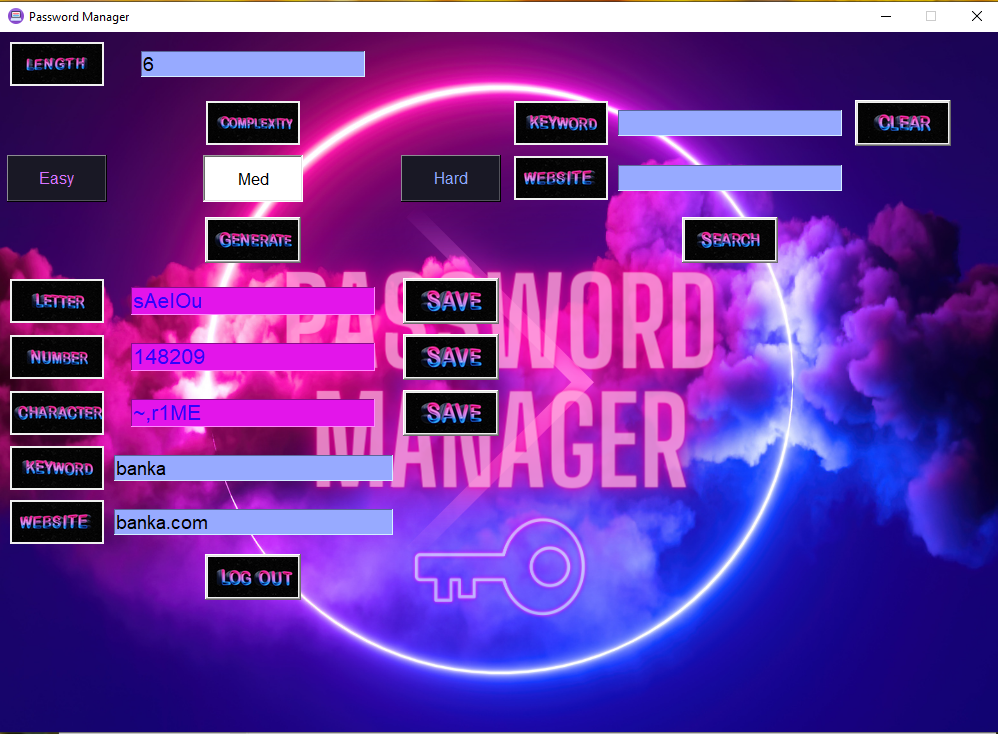 Password Manager
LENGTH 6
COMPLEXITY KEYWORD CLEAR
Easy Med Hard WEBSITE
GENERATE SEARCH
LETTER sAeIOu SAVE
NUMBER 148209 SAVE
CHARACTER ~,r1ME SAVE
KEYWORD banka
WEBSITE banka.com
LOG OUT
PASSWORD
MANAGER